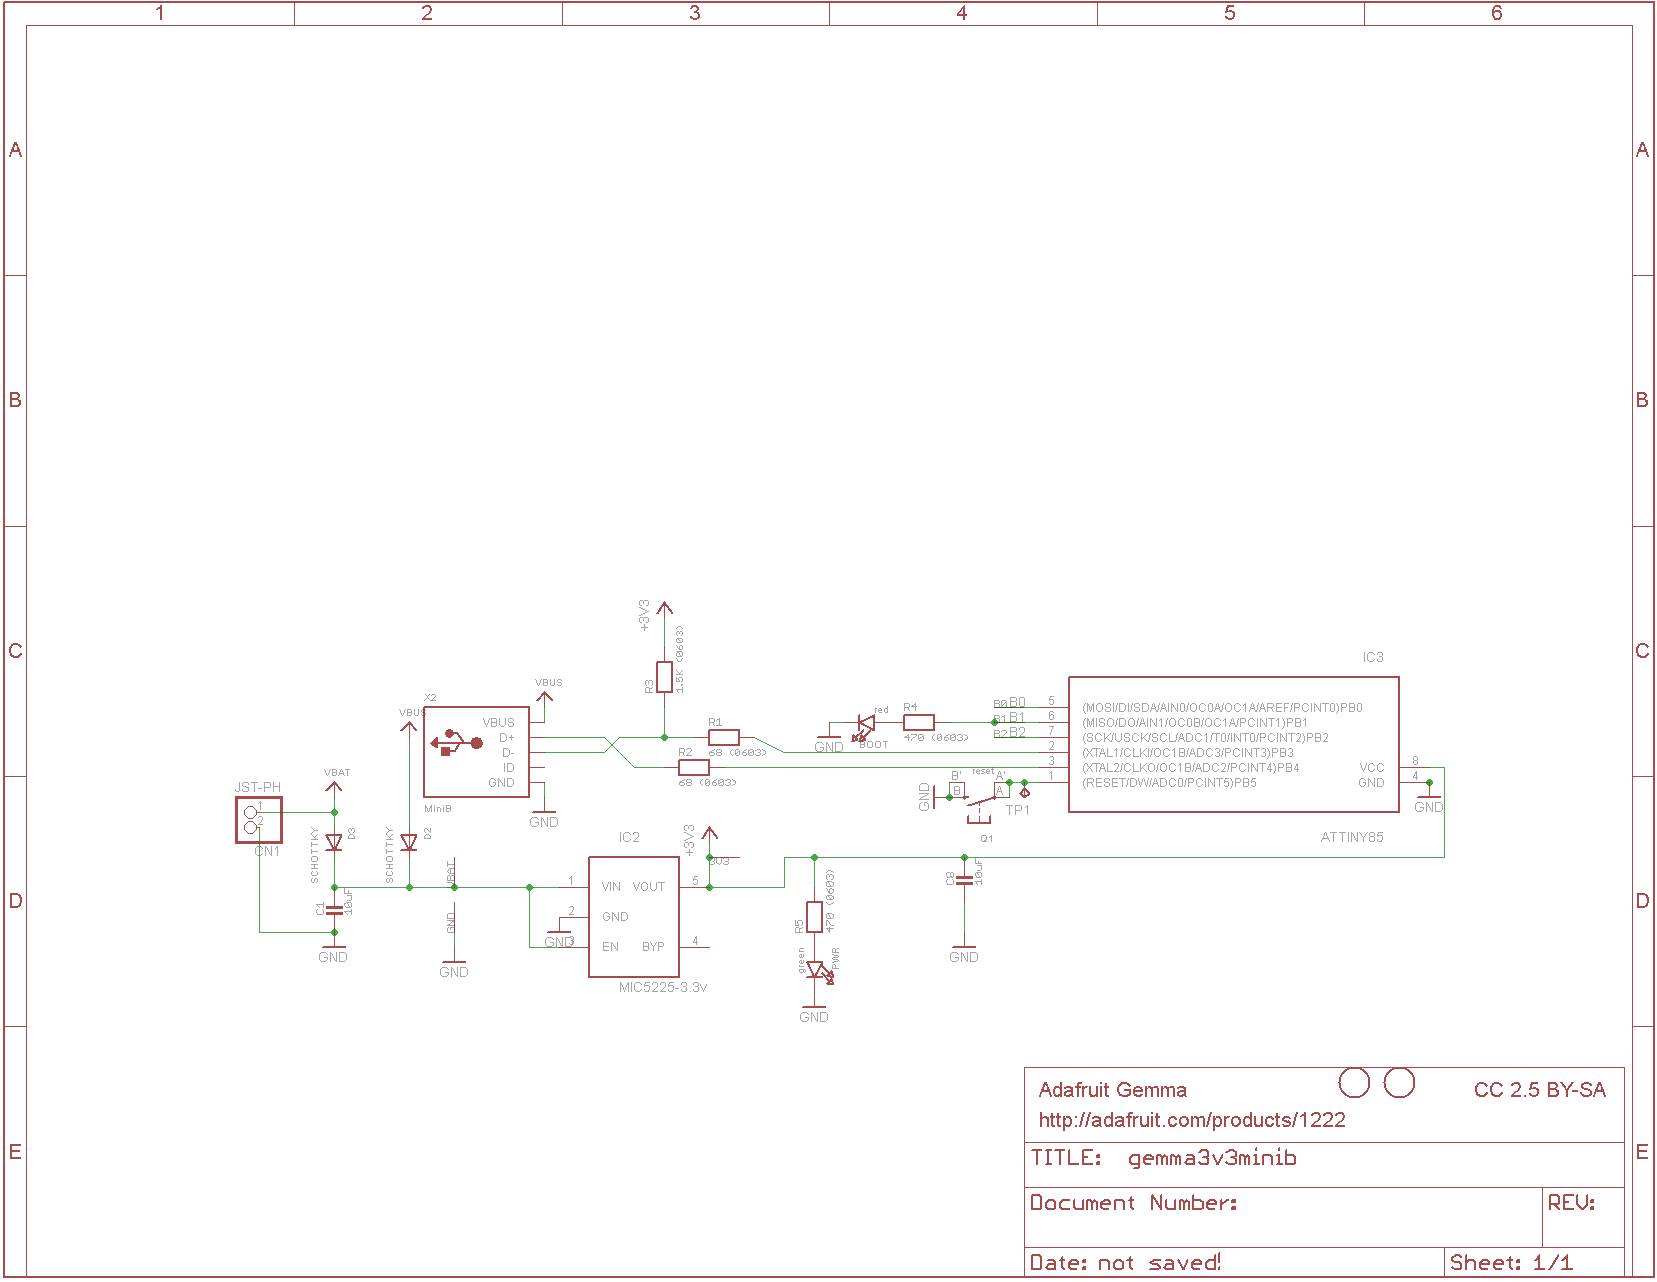 1 2 3 4 5 6
A A
B B
C C
D D
E E
+3V3
R3
1.5K (0603)
IC3
X2
VBUS
VBUS
VBUS
D+
D-
ID
GND
MiniB
GND
R1
68 (0603)
R2
68 (0603)
red
R4
470 (0603)
BOOT
GND
B0 B0 5 (MOSI/DI/SDA/AIN0/OC0A/OC1A/AREF/PCINT0)PB0
B1 B1 6 (MISO/DO/AIN1/OC0B/OC1A/PCINT1)PB1
B2 B2 7 (SCK/USCK/SCL/ADC1/T0/INT0/PCINT2)PB2
2 (XTAL1/CLKI/OC1B/ADC3/PCINT3)PB3
3 (XTAL2/CLKO/OC1B/ADC2/PCINT4)PB4 VCC 8
1 (RESET/DW/ADC0/PCINT5)PB5 GND 4
GND
ATTINY85
GND
B' reset A'
B A
TP1
Q1
JST-PH
1
2
CN1
VBAT
SCHOTTKY
D3
SCHOTTKY
D2
VBAT
C1
10uF
GND
GND
GND
IC2
+3V3
3V3
1 VIN VOUT 5
2 GND
GND 3 EN BYP 4
MIC5225-3.3v
R5
470 (0603)
green
PWR
GND
C8
10uF
GND
Adafruit Gemma CC 2.5 BY-SA
http://adafruit.com/products/1222
TITLE: gemma3v3minib
Document Number: REV:
Date: not saved! Sheet: 1/1